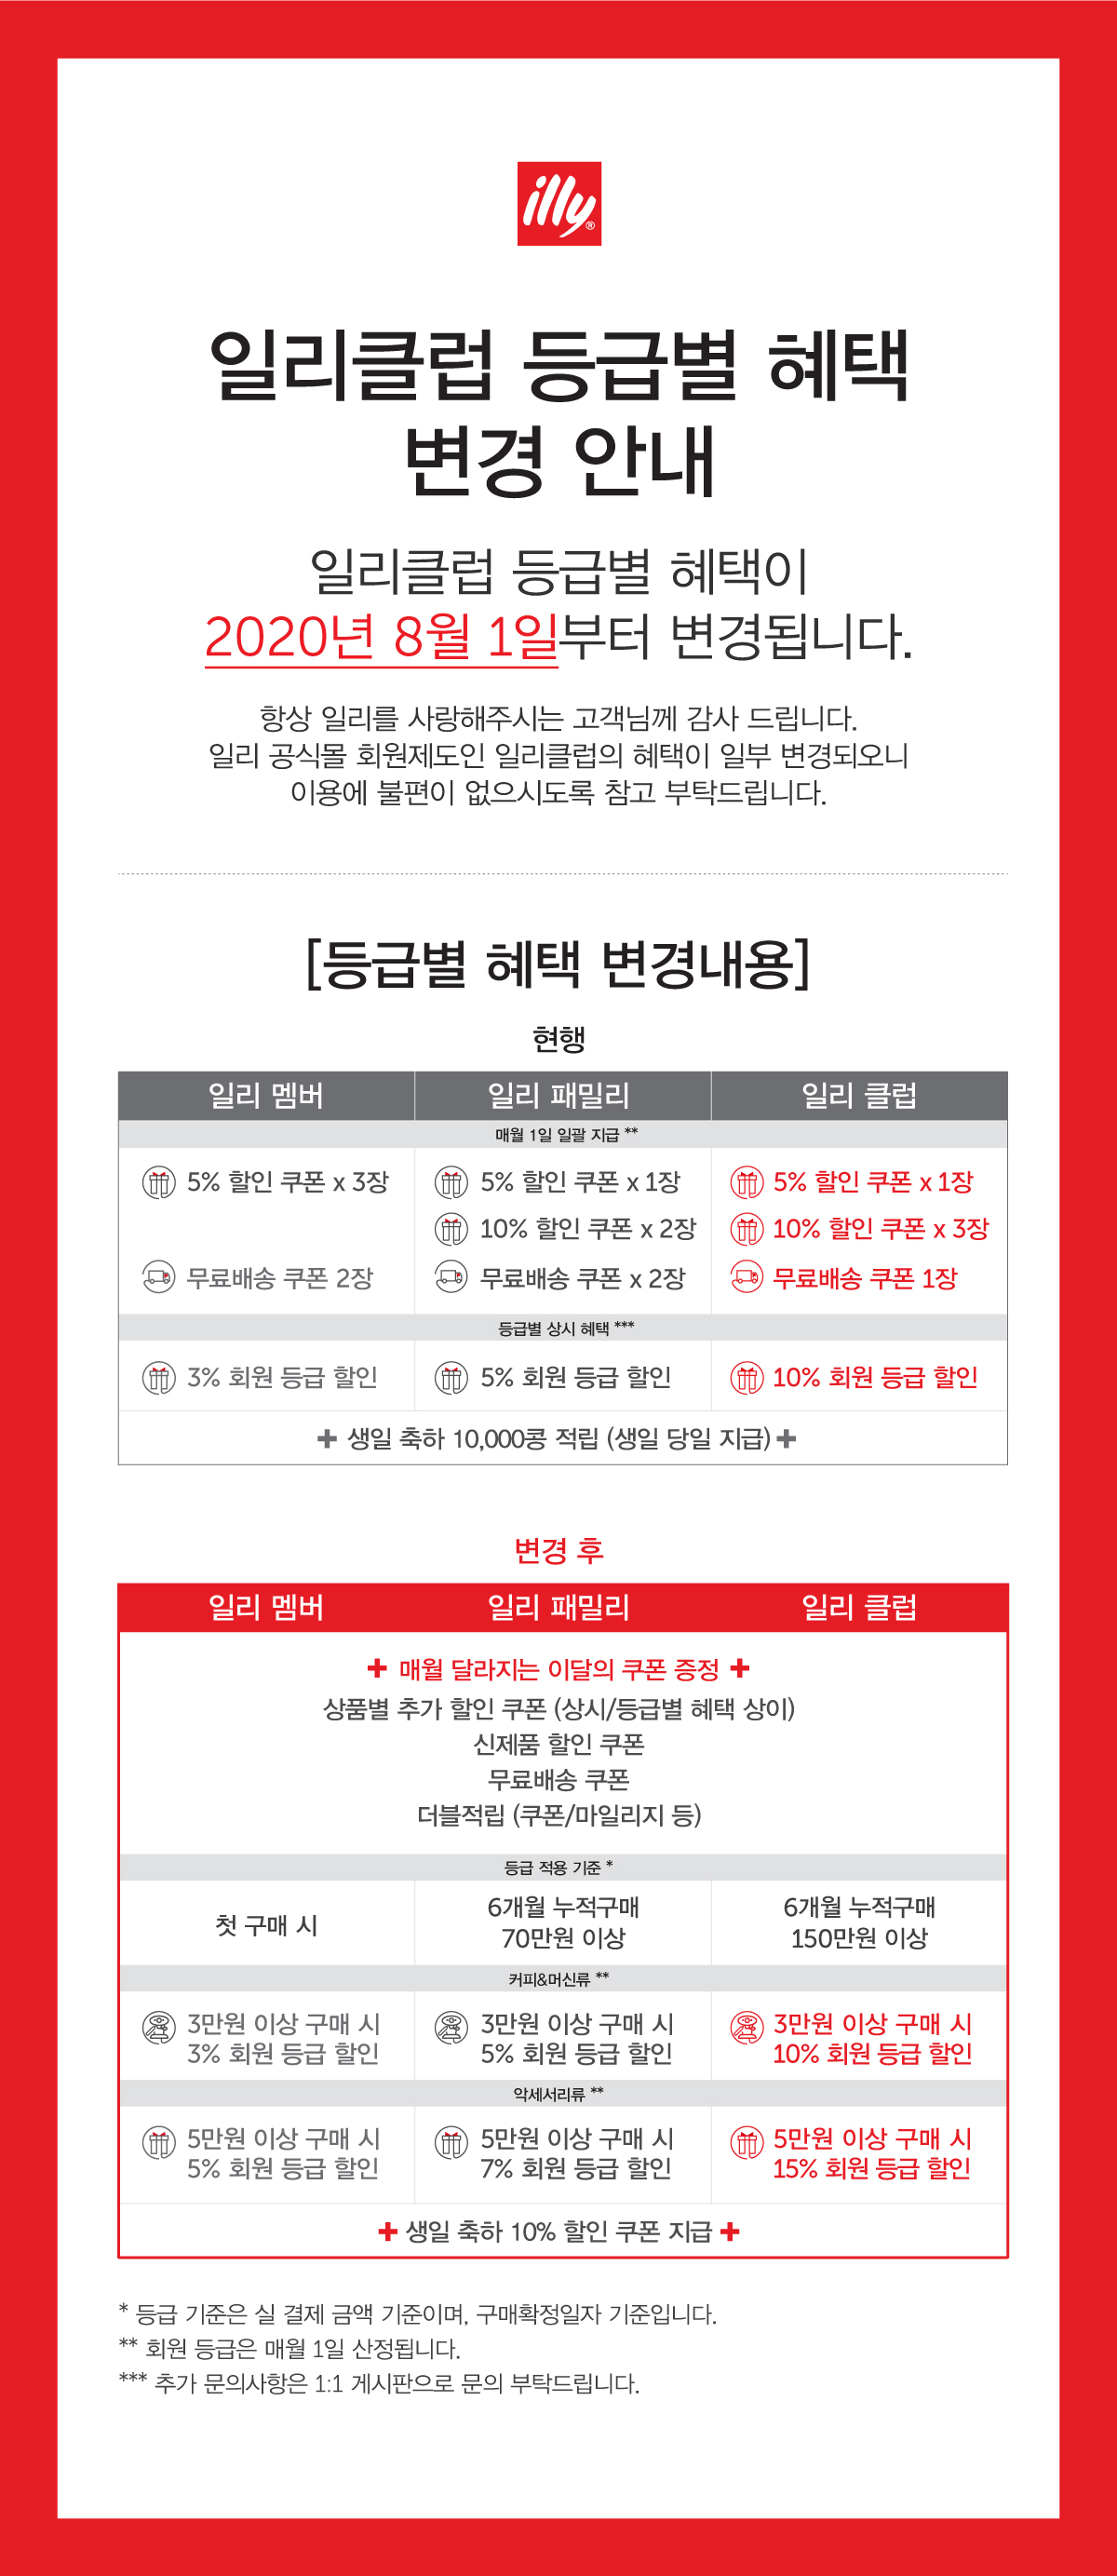 illy®
일리클럽 등급별 혜택
변경 안내
일리클럽 등급별 혜택이
2020년 8월 1일부터 변경됩니다.
항상 일리를 사랑해주시는 고객님께 감사 드립니다.
일리 공식몰 회원제도인 일리클럽의 혜택이 일부 변경되오니
이용에 불편이 없으시도록 참고 부탁드립니다.
[등급별 혜택 변경내용]
현행
일리 멤버 일리 패밀리 일리 클럽
매월 1일 일괄 지급 **
5% 할인 쿠폰 x 3장 5% 할인 쿠폰 x 1장 5% 할인 쿠폰 x 1장
10% 할인 쿠폰 x 2장 10% 할인 쿠폰 x 3장
무료배송 쿠폰 2장 무료배송 쿠폰 x 2장 무료배송 쿠폰 1장
등급별 상시 혜택 ***
3% 회원 등급 할인 5% 회원 등급 할인 10% 회원 등급 할인
+ 생일 축하 10,000콩 적립 (생일 당일 지급) +
변경 후
일리 멤버 일리 패밀리 일리 클럽
+ 매월 달라지는 이달의 쿠폰 증정 +
상품별 추가 할인 쿠폰 (상시/등급별 혜택 상이)
신제품 할인 쿠폰
무료배송 쿠폰
더블적립 (쿠폰/마일리지 등)
등급 적용 기준 *
첫 구매 시 6개월 누적구매 6개월 누적구매
70만원 이상 150만원 이상
커피&머신류 **
3만원 이상 구매 시 3만원 이상 구매 시 3만원 이상 구매 시
3% 회원 등급 할인 5% 회원 등급 할인 10% 회원 등급 할인
악세서리류 **
5만원 이상 구매 시 5만원 이상 구매 시 5만원 이상 구매 시
5% 회원 등급 할인 7% 회원 등급 할인 15% 회원 등급 할인
+ 생일 축하 10% 할인 쿠폰 지급 +
* 등급 기준은 실 결제 금액 기준이며, 구매확정일자 기준입니다.
** 회원 등급은 매월 1일 산정됩니다.
*** 추가 문의사항은 1:1 게시판으로 문의 부탁드립니다.